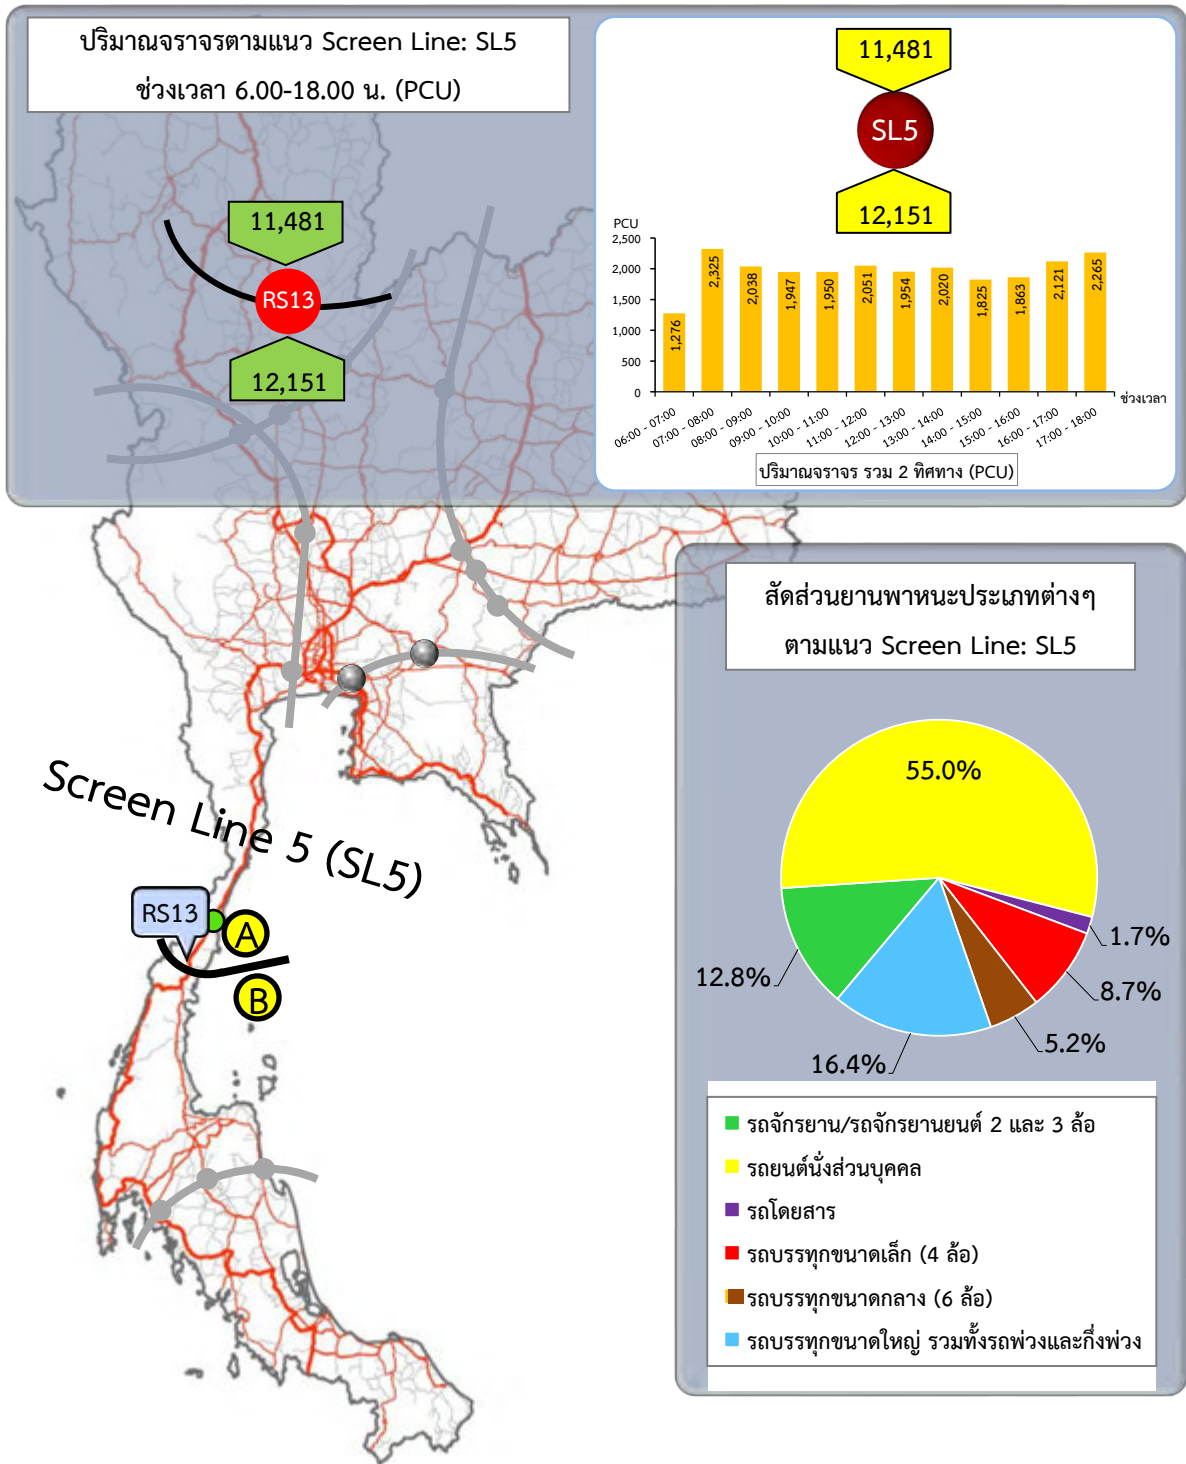 ปริมาณจราจรตามแนว Screen Line: SL5
ช่วงเวลา 6.00-18.00 น. (PCU)
11,481
RS13
12,151
11,481
SL5
12,151
PCU
2,500
2,000
1,500
1,000
500
0
1,276
2,325
2,038
1,947
1,950
2,051
1,954
2,020
1,825
1,863
2,121
2,265
ช่วงเวลา
06:00 - 07:00
07:00 - 08:00
08:00 - 09:00
09:00 - 10:00
10:00 - 11:00
11:00 - 12:00
12:00 - 13:00
13:00 - 14:00
14:00 - 15:00
15:00 - 16:00
16:00 - 17:00
17:00 - 18:00
ปริมาณจราจร รวม 2 ทิศทาง (PCU)
Screen Line 5 (SL5)
RS13
A
B
สัดส่วนยานพาหนะประเภทต่างๆ
ตามแนว Screen Line: SL5
55.0%
1.7%
8.7%
5.2%
16.4%
12.8%
รถจักรยาน/รถจักรยานยนต์ 2 และ 3 ล้อ
รถยนต์นั่งส่วนบุคคล
รถโดยสาร
รถบรรทุกขนาดเล็ก (4 ล้อ)
รถบรรทุกขนาดกลาง (6 ล้อ)
รถบรรทุกขนาดใหญ่ รวมทั้งรถพ่วงและกึ่งพ่วง